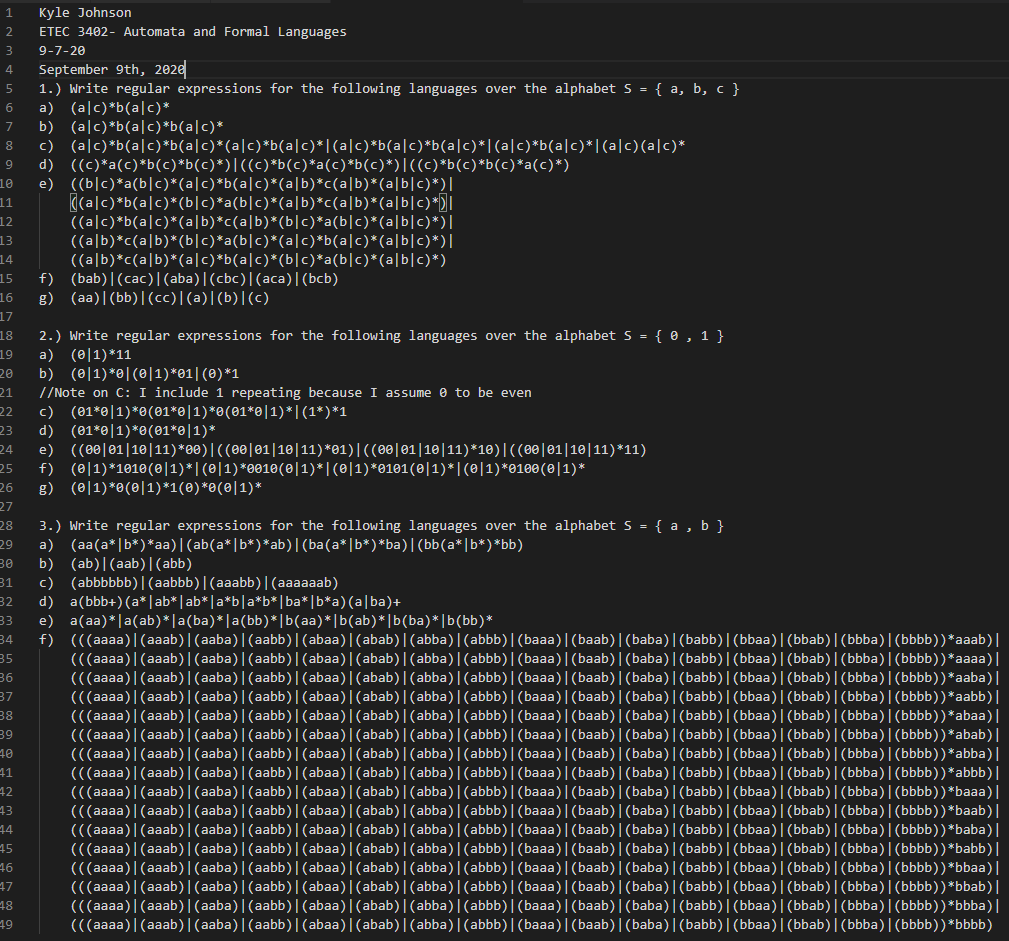 1 Kyle Johnson
2 ETEC 3402- Automata and Formal Languages
3 9-7-20
4 September 9th, 2020
5 1.) Write regular expressions for the following languages over the alphabet S = { a, b, c }
6 a) (a|c)*b(a|c)*
7 b) (a|c)*b(a|c)*b(a|c)*
8 c) (a|c)*b(a|c)*b(a|c)*(a|c)*b(a|c)*|(a|c)*b(a|c)*b(a|c)*|(a|c)*b(a|c)*|(a|c)(a|c)*
9 d) ((c)*a(c)*b(c)*b(c)*)|((c)*b(c)*a(c)*b(c)*)|((c)*b(c)*b(c)*a(c)*)
10 e) ((b|c)*a(b|c)*(a|c)*b(a|c)*(a|b)*c(a|b)*(a|b|c)*)|
11 ((a|c)*b(a|c)*(b|c)*a(b|c)*(a|b)*c(a|b)*(a|b|c)*)|
12 ((a|c)*b(a|c)*(a|b)*c(a|b)*(b|c)*a(b|c)*(a|b|c)*)|
13 ((a|b)*c(a|b)*(b|c)*a(b|c)*(a|c)*b(a|c)*(a|b|c)*)|
14 ((a|b)*c(a|b)*(a|c)*b(a|c)*(b|c)*a(b|c)*(a|b|c)*)
15 f) (bab)|(cac)|(aba)|(cbc)|(aca)|(bcb)
16 g) (aa)|(bb)|(cc)|(a)|(b)|(c)
17
18 2.) Write regular expressions for the following languages over the alphabet S = { 0 , 1 }
19 a) (0|1)*11
20 b) (0|1)*0|(0|1)*01|(0)*1
21 //Note on C: I include 1 repeating because I assume 0 to be even
22 c) (01*0|1)*0(01*0|1)*0(01*0|1)*|(1*)*1
23 d) (01*0|1)*0(01*0|1)*
24 e) ((00|01|10|11)*00)|((00|01|10|11)*01)|((00|01|10|11)*10)|((00|01|10|11)*11)
25 f) (0|1)*1010(0|1)*|(0|1)*0010(0|1)*|(0|1)*0101(0|1)*|(0|1)*0100(0|1)*
26 g) (0|1)*0(0|1)*1(0)*0(0|1)*
27
28 3.) Write regular expressions for the following languages over the alphabet S = { a , b }
29 a) (aa(a*|b*)*aa)|(ab(a*|b*)*ab)|(ba(a*|b*)*ba)|(bb(a*|b*)*bb)
30 b) (ab)|(aab)|(abb)
31 c) (abbbbbb)|(aabbb)|(aaabb)|(aaaaaab)
32 d) a(bbb+)(a*|ab*|ab*|a*b|a*b*|ba*|b*a)(a|ba)+
33 e) a(aa)*|a(ab)*|a(ba)*|a(bb)*|b(aa)*|b(ab)*|b(ba)*|b(bb)*
34 f) (((aaaa)|(aaab)|(aaba)|(aabb)|(abaa)|(abab)|(abba)|(abbb)|(baaa)|(baab)|(baba)|(babb)|(bbaa)|(bbab)|(bbba)|(bbbb))*aaab)|
35 (((aaaa)|(aaab)|(aaba)|(aabb)|(abaa)|(abab)|(abba)|(abbb)|(baaa)|(baab)|(baba)|(babb)|(bbaa)|(bbab)|(bbba)|(bbbb))*aaaa)|
36 (((aaaa)|(aaab)|(aaba)|(aabb)|(abaa)|(abab)|(abba)|(abbb)|(baaa)|(baab)|(baba)|(babb)|(bbaa)|(bbab)|(bbba)|(bbbb))*aaba)|
37 (((aaaa)|(aaab)|(aaba)|(aabb)|(abaa)|(abab)|(abba)|(abbb)|(baaa)|(baab)|(baba)|(babb)|(bbaa)|(bbab)|(bbba)|(bbbb))*aabb)|
38 (((aaaa)|(aaab)|(aaba)|(aabb)|(abaa)|(abab)|(abba)|(abbb)|(baaa)|(baab)|(baba)|(babb)|(bbaa)|(bbab)|(bbba)|(bbbb))*abaa)|
39 (((aaaa)|(aaab)|(aaba)|(aabb)|(abaa)|(abab)|(abba)|(abbb)|(baaa)|(baab)|(baba)|(babb)|(bbaa)|(bbab)|(bbba)|(bbbb))*abab)|
40 (((aaaa)|(aaab)|(aaba)|(aabb)|(abaa)|(abab)|(abba)|(abbb)|(baaa)|(baab)|(baba)|(babb)|(bbaa)|(bbab)|(bbba)|(bbbb))*abba)|
41 (((aaaa)|(aaab)|(aaba)|(aabb)|(abaa)|(abab)|(abba)|(abbb)|(baaa)|(baab)|(baba)|(babb)|(bbaa)|(bbab)|(bbba)|(bbbb))*abbb)|
42 (((aaaa)|(aaab)|(aaba)|(aabb)|(abaa)|(abab)|(abba)|(abbb)|(baaa)|(baab)|(baba)|(babb)|(bbaa)|(bbab)|(bbba)|(bbbb))*baaa)|
43 (((aaaa)|(aaab)|(aaba)|(aabb)|(abaa)|(abab)|(abba)|(abbb)|(baaa)|(baab)|(baba)|(babb)|(bbaa)|(bbab)|(bbba)|(bbbb))*baab)|
44 (((aaaa)|(aaab)|(aaba)|(aabb)|(abaa)|(abab)|(abba)|(abbb)|(baaa)|(baab)|(baba)|(babb)|(bbaa)|(bbab)|(bbba)|(bbbb))*baba)|
45 (((aaaa)|(aaab)|(aaba)|(aabb)|(abaa)|(abab)|(abba)|(abbb)|(baaa)|(baab)|(baba)|(babb)|(bbaa)|(bbab)|(bbba)|(bbbb))*babb)|
46 (((aaaa)|(aaab)|(aaba)|(aabb)|(abaa)|(abab)|(abba)|(abbb)|(baaa)|(baab)|(baba)|(babb)|(bbaa)|(bbab)|(bbba)|(bbbb))*bbaa)|
47 (((aaaa)|(aaab)|(aaba)|(aabb)|(abaa)|(abab)|(abba)|(abbb)|(baaa)|(baab)|(baba)|(babb)|(bbaa)|(bbab)|(bbba)|(bbbb))*bbab)|
48 (((aaaa)|(aaab)|(aaba)|(aabb)|(abaa)|(abab)|(abba)|(abbb)|(baaa)|(baab)|(baba)|(babb)|(bbaa)|(bbab)|(bbba)|(bbbb))*bbba)|
49 (((aaaa)|(aaab)|(aaba)|(aabb)|(abaa)|(abab)|(abba)|(abbb)|(baaa)|(baab)|(baba)|(babb)|(bbaa)|(bbab)|(bbba)|(bbbb))*bbbb)